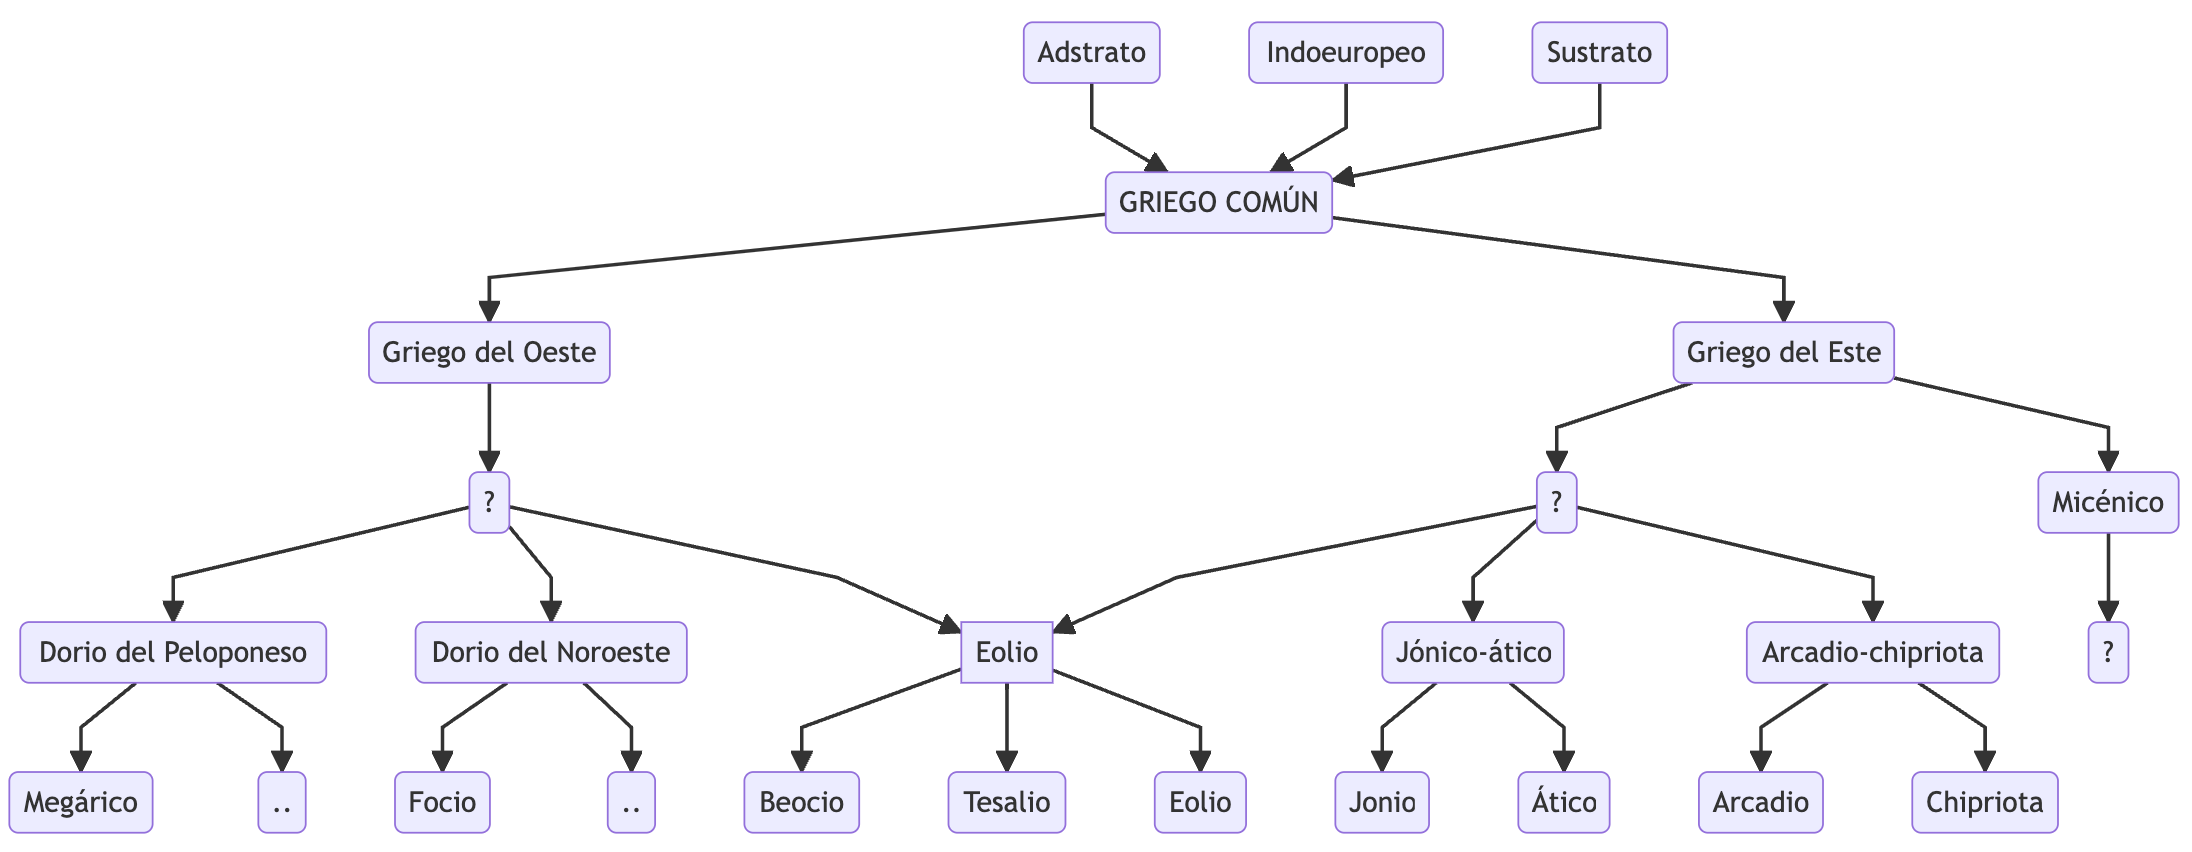 Adstrato
Indoeuropeo
Sustrato
GRIEGO COMÚN
Griego del Oeste
Griego del Este
?
?
Micénico
Dorio del Peloponeso
Dorio del Noroeste
Eolio
Jónico-ático
Arcadio-chipriota
?
Megárico
..
Focio
..
Beocio
Tesalio
Eolio
Jonio
Ático
Arcadio
Chipriota